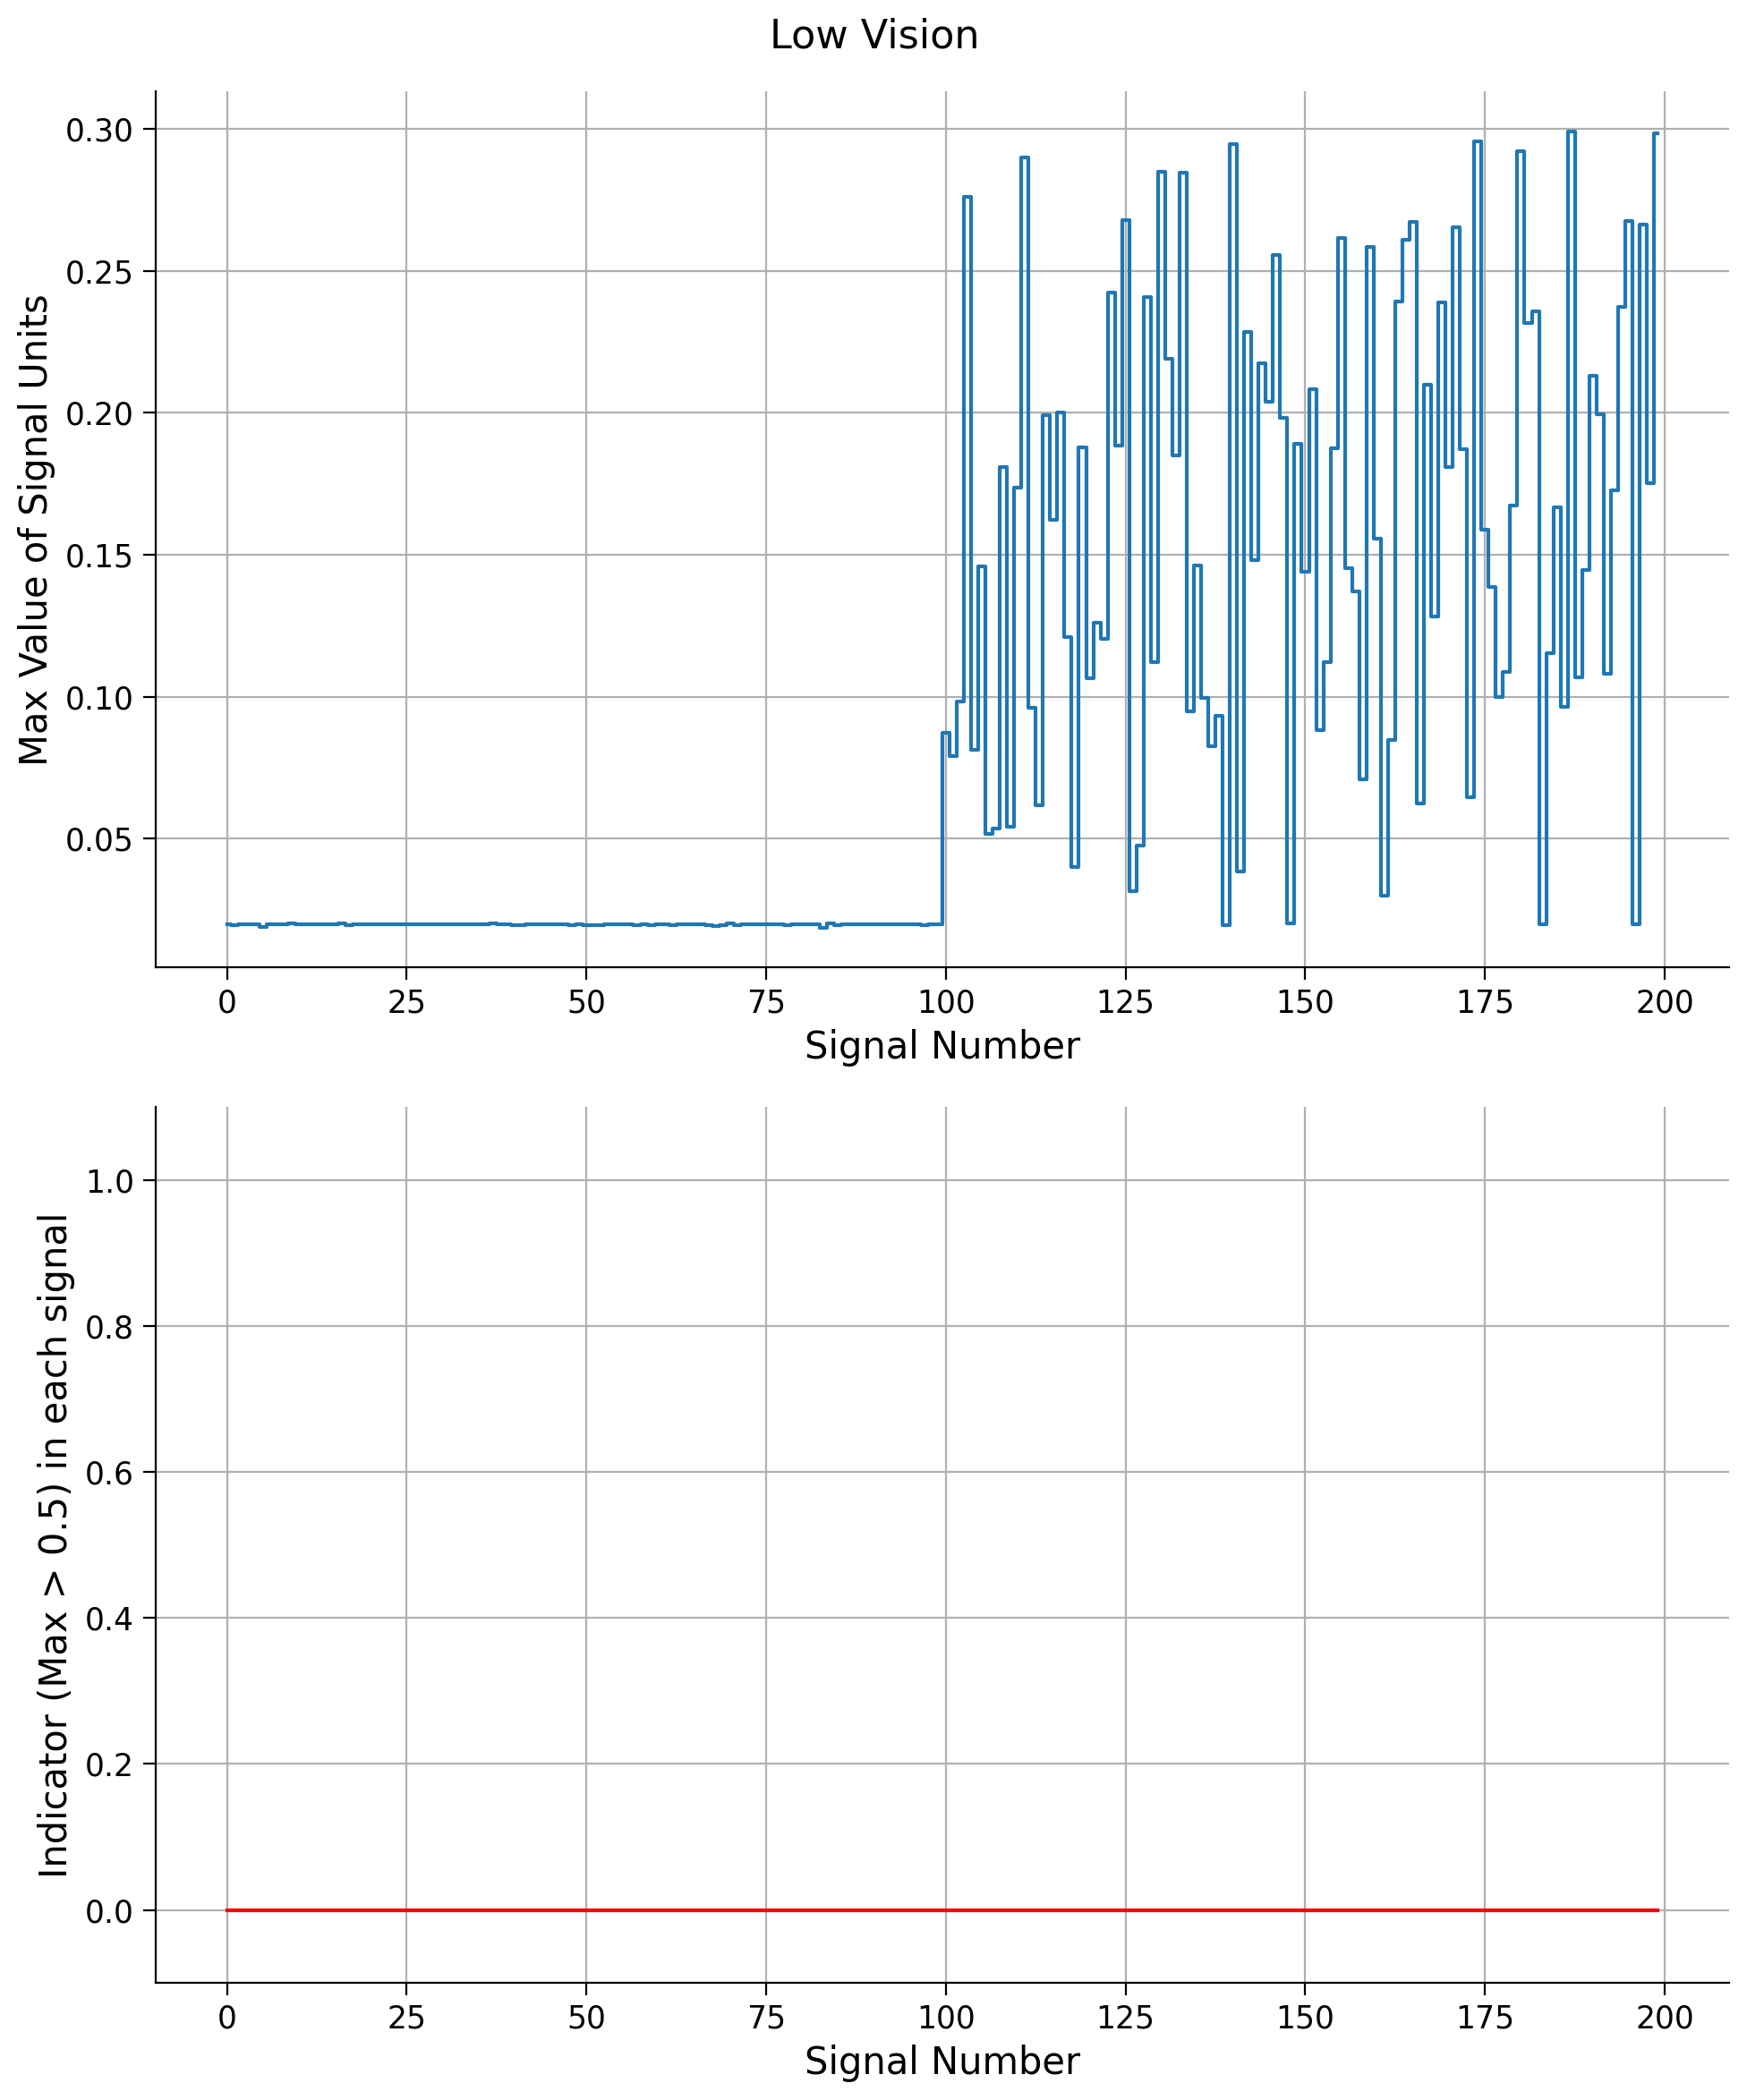 Low Vision
Max Value of Signal Units
0.30
0.25
0.20
0.15
0.10
0.05
0 25 50 75 100 125 150 175 200
Signal Number
Indicator (Max > 0.5) in each signal
1.0
0.8
0.6
0.4
0.2
0.0
0 25 50 75 100 125 150 175 200
Signal Number